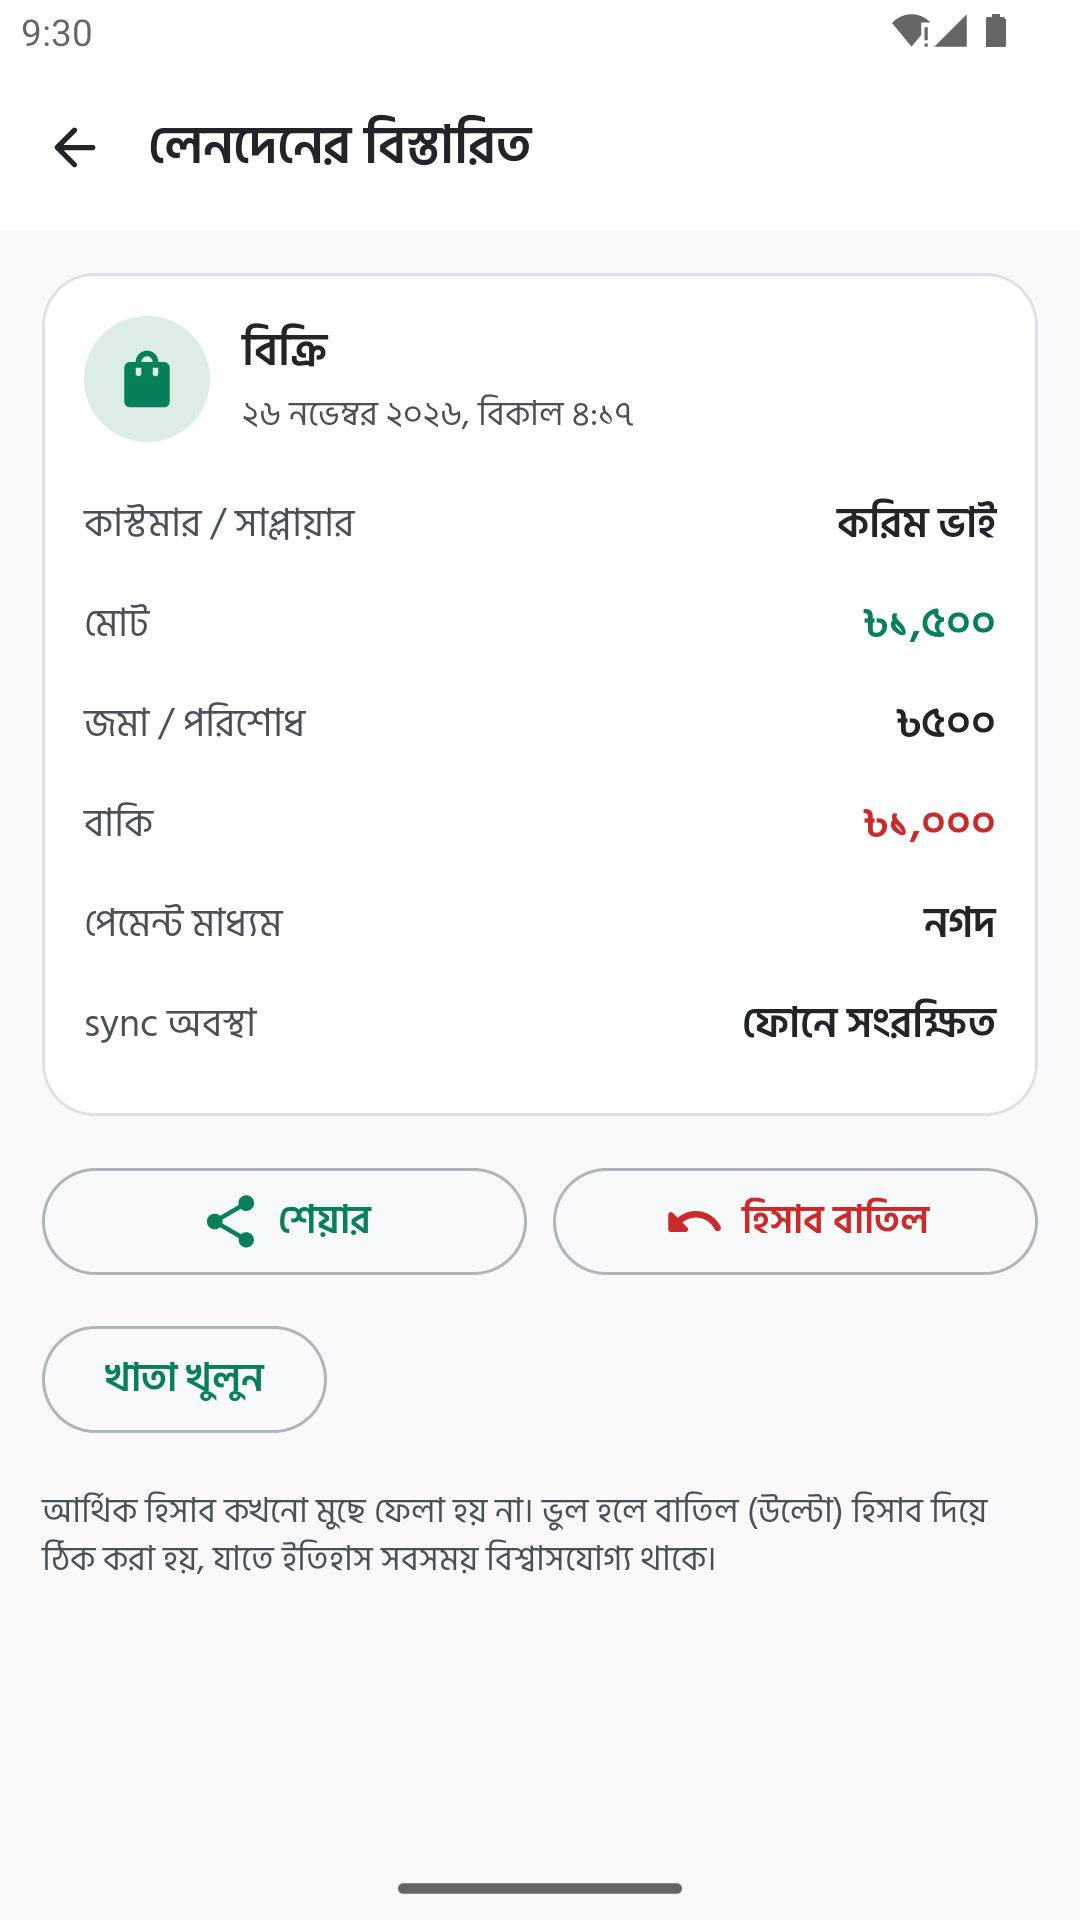 9:30
লেনদেনের বিস্তারিত
বিক্রি
২৬ নভেম্বর ২০২৬, বিকাল ৪:১৭
কাস্টমার / সাপ্লায়ার
করিম ভাই
মোট
৳১,৫০০
জমা / পরিশোধ
৳৫০০
বাকি
৳১,০০০
পেমেন্ট মাধ্যম
নগদ
sync অবস্থা
ফোনে সংরক্ষিত
শেয়ার
হিসাব বাতিল
খাতা খুলুন
আর্থিক হিসাব কখনো মুছে ফেলা হয় না। ভুল হলে বাতিল (উল্টো) হিসাব দিয়ে
ঠিক করা হয়, যাতে ইতিহাস সবসময় বিশ্বাসযোগ্য থাকে।